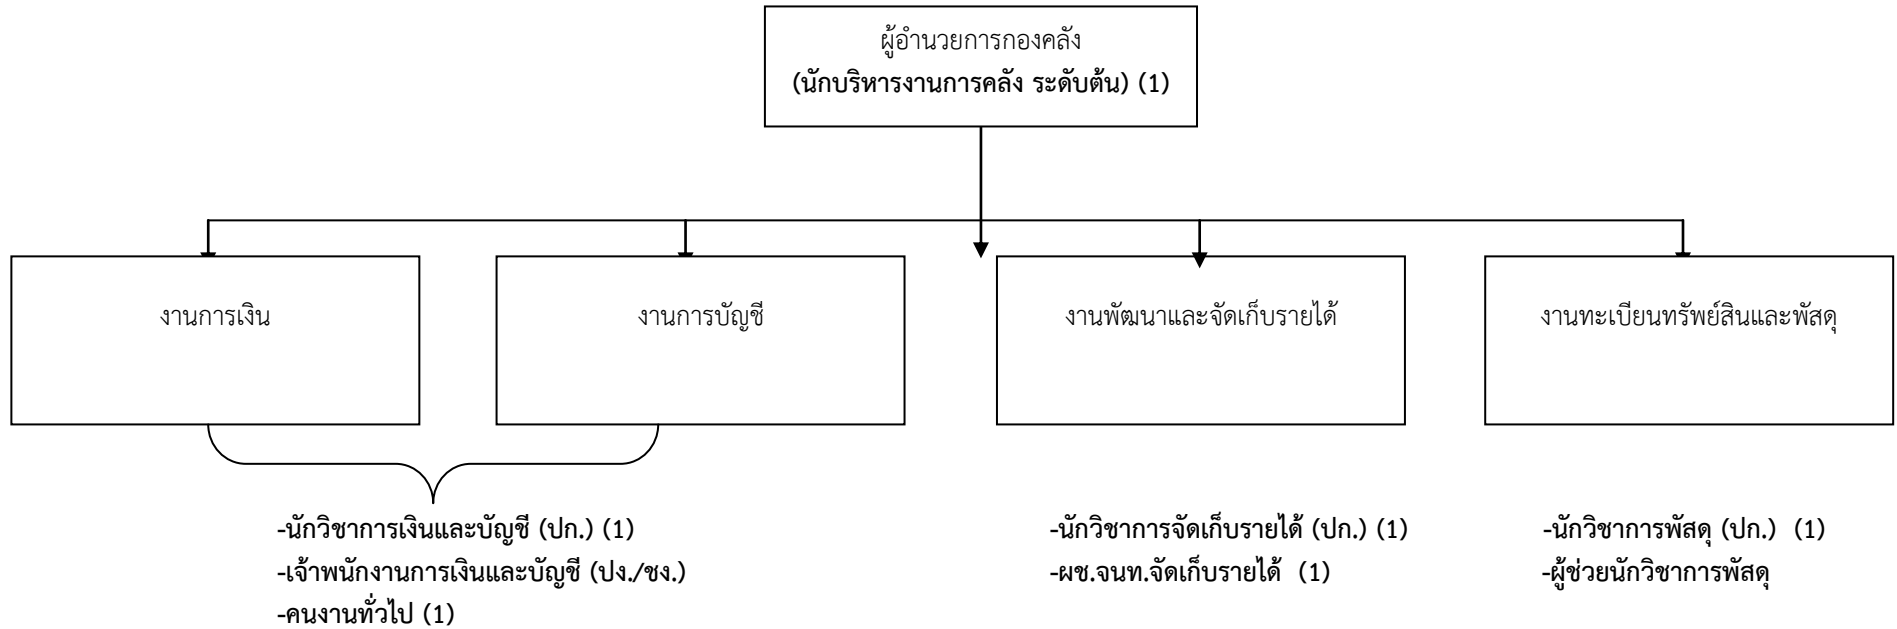 ผู้อำนวยการกองคลัง
(นักบริหารงานการคลัง ระดับต้น) (1)
งานการเงิน
งานการบัญชี
งานพัฒนาและจัดเก็บรายได้
งานทะเบียนทรัพย์สินและพัสดุ
-นักวิชาการเงินและบัญชี (ปก.) (1)
-เจ้าพนักงานการเงินและบัญชี (ปง./ชง.)
-คนงานทั่วไป (1)
-นักวิชาการจัดเก็บรายได้ (ปก.) (1)
-ผช.จนท.จัดเก็บรายได้ (1)
-นักวิชาการพัสดุ (ปก.) (1)
-ผู้ช่วยนักวิชาการพัสดุ